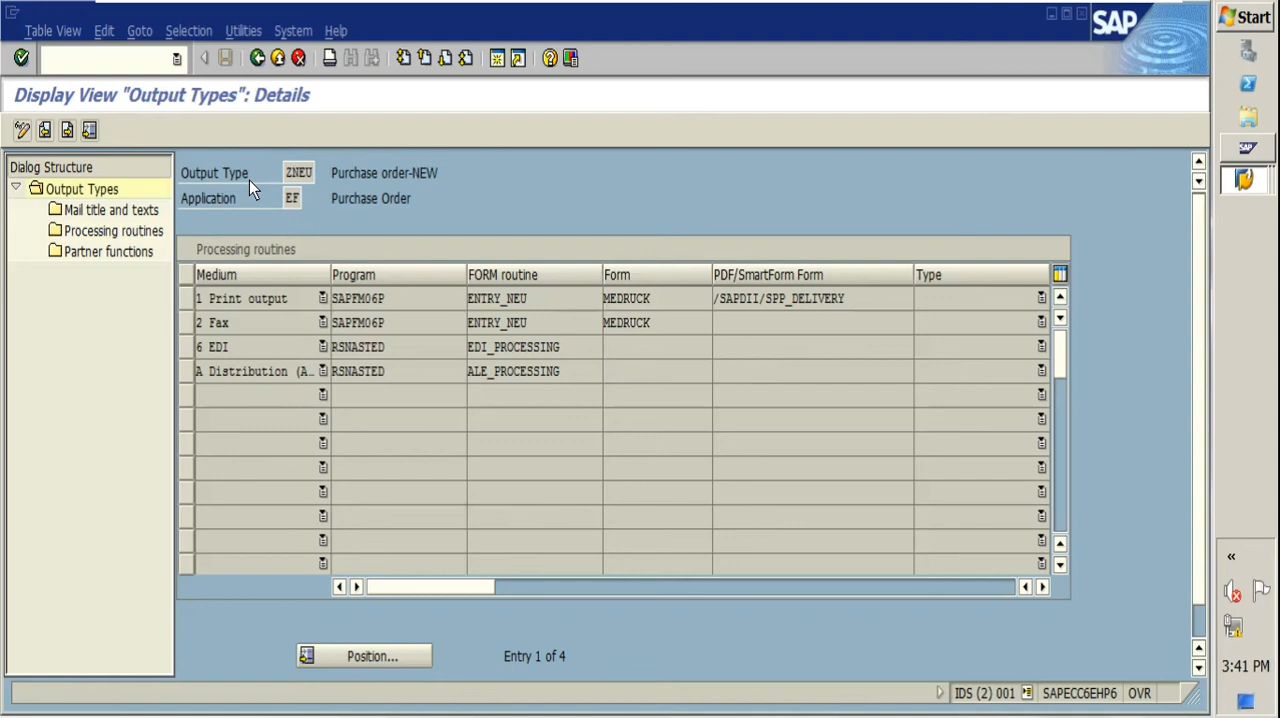 Table View Edit Goto Selection Utilities System Help
SAP
Start
Display View "Output Types": Details
Dialog Structure
Output Types
Mail title and texts
Processing routines
Partner functions
Output Type ZNEU Purchase order-NEW
Application EF Purchase Order
Processing routines
Medium Program FORM routine Form PDF/SmartForm Form Type
1 Print output SAPFM06P ENTRY_NEU MEDRUCK /SAPDII/SPP_DELIVERY
2 Fax SAPFM06P ENTRY_NEU MEDRUCK
6 EDI RSNASTED EDI_PROCESSING
A Distribution (A... RSNASTED ALE_PROCESSING
Position... Entry 1 of 4
IDS (2) 001 SAPECC6EHP6 OVR
3:41 PM